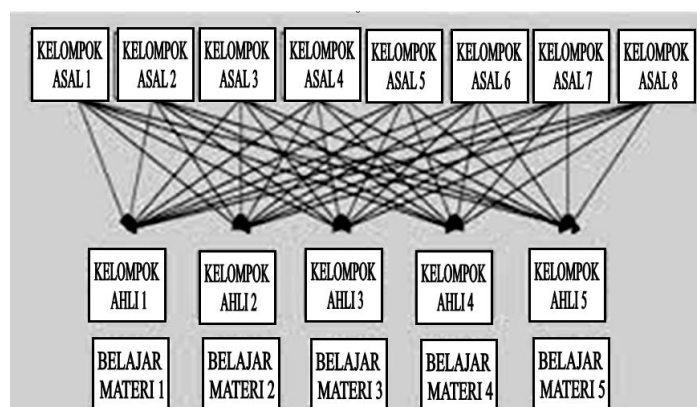 KELOMPOK
ASAL 1
KELOMPOK
ASAL 2
KELOMPOK
ASAL 3
KELOMPOK
ASAL 4
KELOMPOK
ASAL 5
KELOMPOK
ASAL 6
KELOMPOK
ASAL 7
KELOMPOK
ASAL 8
KELOMPOK
AHLI 1
KELOMPOK
AHLI 2
KELOMPOK
AHLI 3
KELOMPOK
AHLI 4
KELOMPOK
AHLI 5
BELAJAR
MATERI 1
BELAJAR
MATERI 2
BELAJAR
MATERI 3
BELAJAR
MATERI 4
BELAJAR
MATERI 5